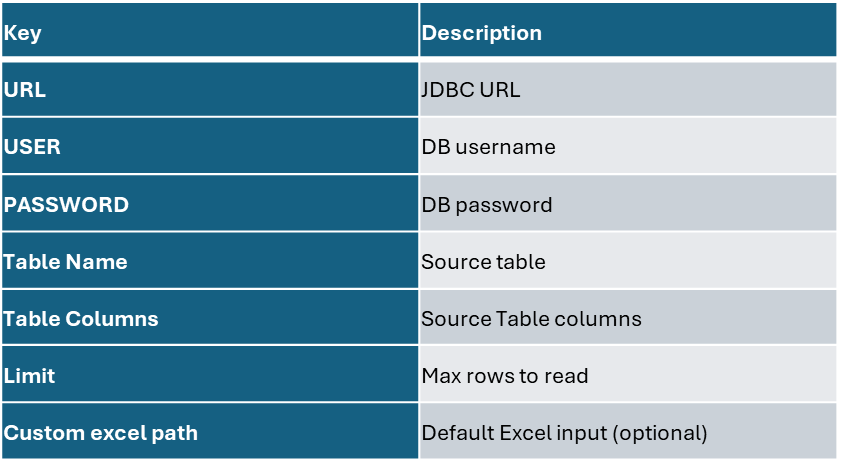 Key Description
URL JDBC URL
USER DB username
PASSWORD DB password
Table Name Source table
Table Columns Source Table columns
Limit Max rows to read
Custom excel path Default Excel input (optional)